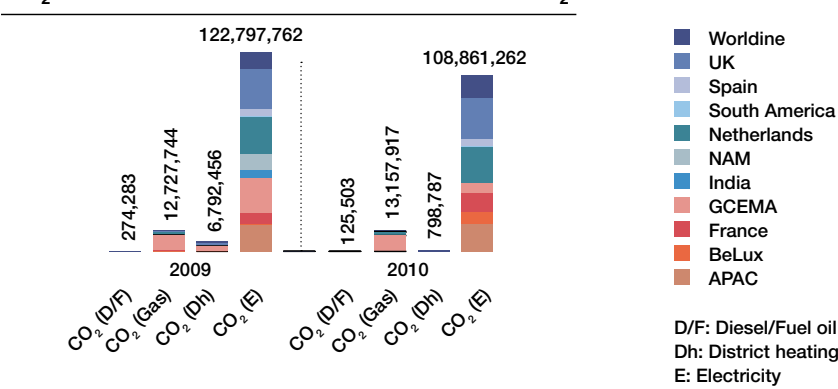 2
2
122,797,762
108,861,262
274,283
12,727,744
6,792,456
125,503
13,157,917
798,787
2009
2010
CO2 (D/F)
CO2 (Gas)
CO2 (Dh)
CO2 (E)
CO2 (D/F)
CO2 (Gas)
CO2 (Dh)
CO2 (E)
Worldine
UK
Spain
South America
Netherlands
NAM
India
GCEMA
France
BeLux
APAC
D/F: Diesel/Fuel oil
Dh: District heating
E: Electricity